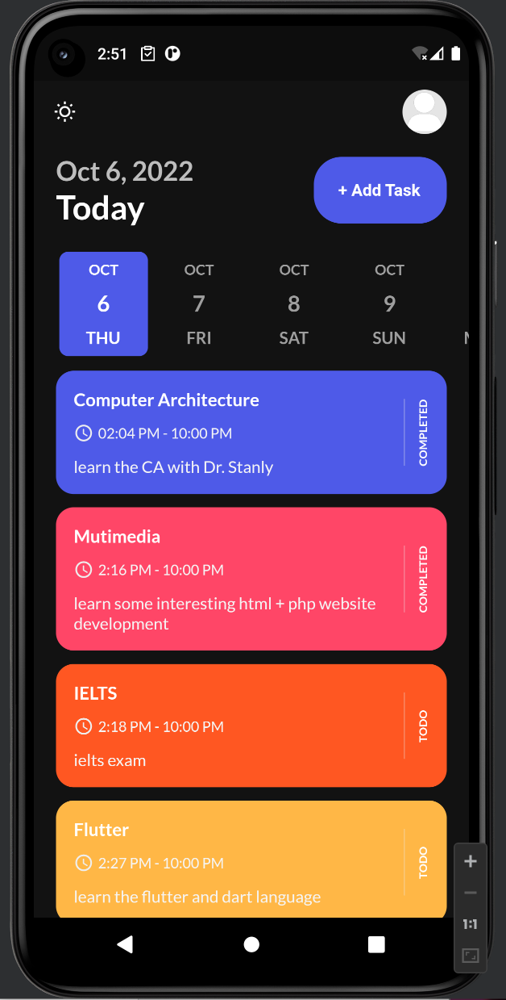 2:51
Oct 6, 2022
Today
+ Add Task
OCT OCT OCT OCT
6 7 8 9
THU FRI SAT SUN
Computer Architecture
02:04 PM - 10:00 PM
learn the CA with Dr. Stanly
COMPLETED
Mutimedia
2:16 PM - 10:00 PM
learn some interesting html + php website
development
COMPLETED
IELTS
2:18 PM - 10:00 PM
ielts exam
TODO
Flutter
2:27 PM - 10:00 PM
learn the flutter and dart language
TODO
1:1